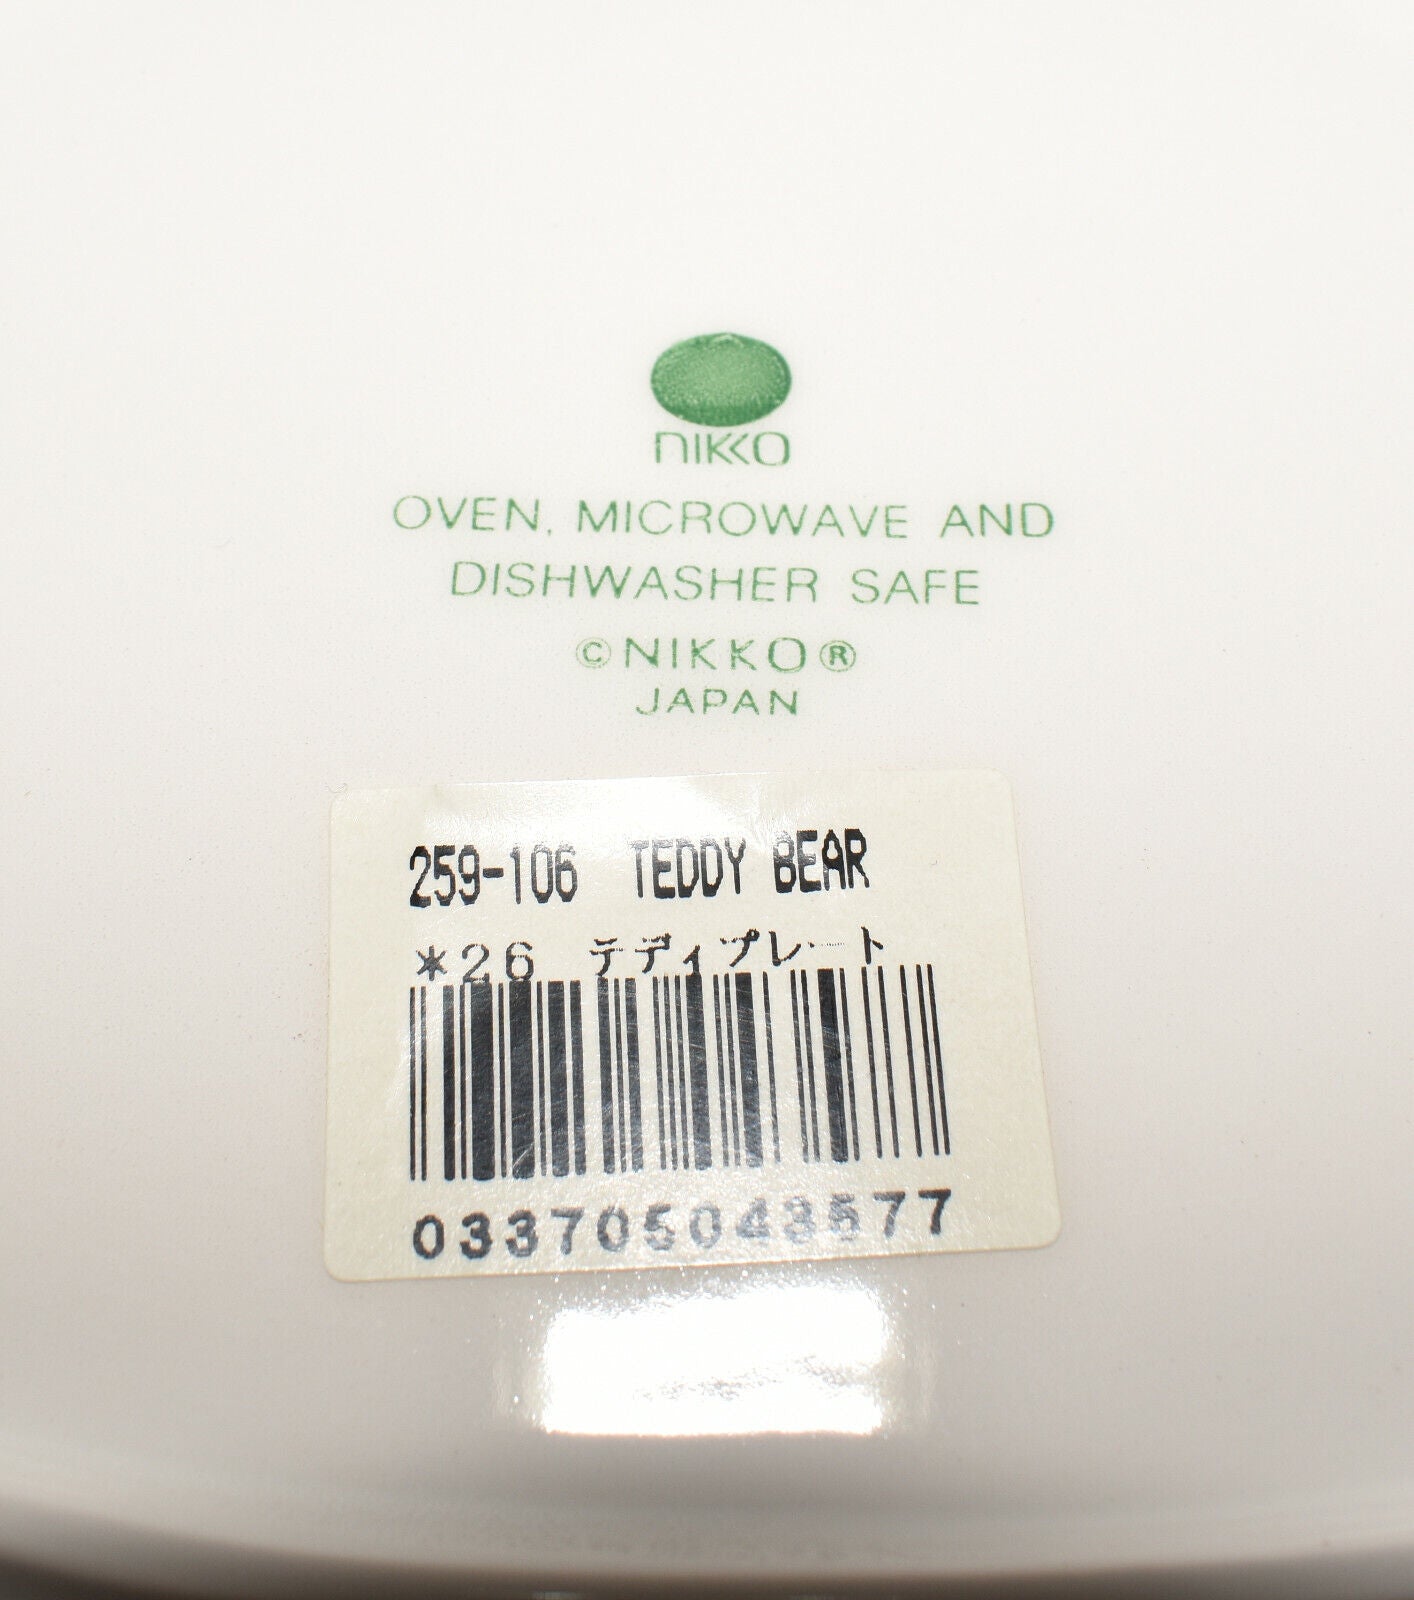 NIKKO
OVEN, MICROWAVE AND
DISHWASHER SAFE
©NIKKO®
JAPAN
259-106 TEDDY BEAR
*26 テディプレート
033705043577